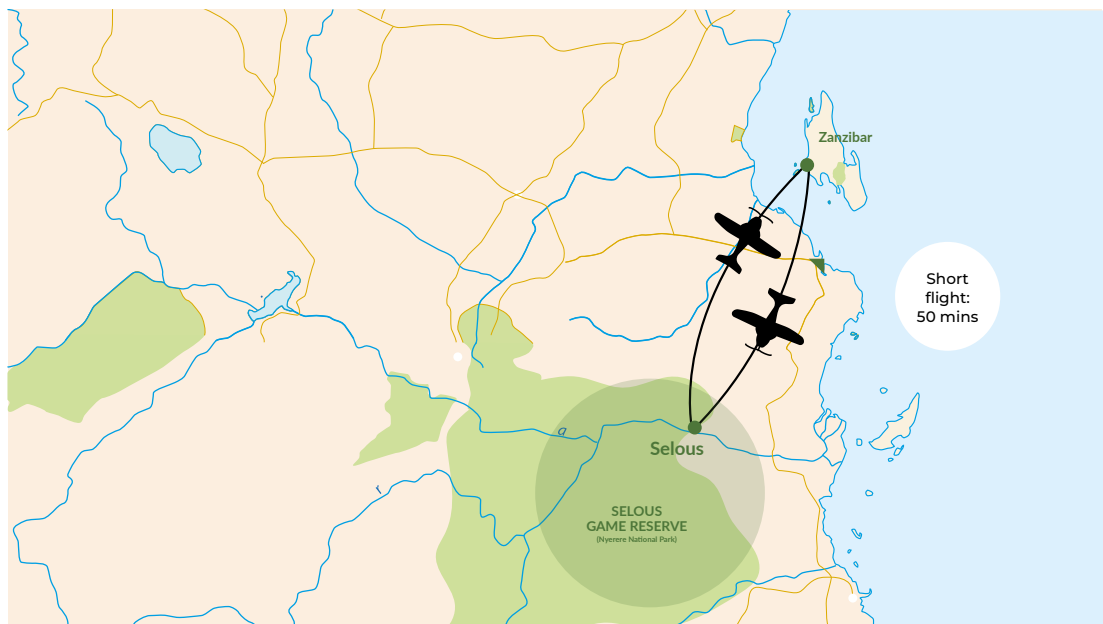 Zanzibar
Short
flight:
50 mins
a
Selous
r
SELOUS
GAME RESERVE
(Nyerere National Park)